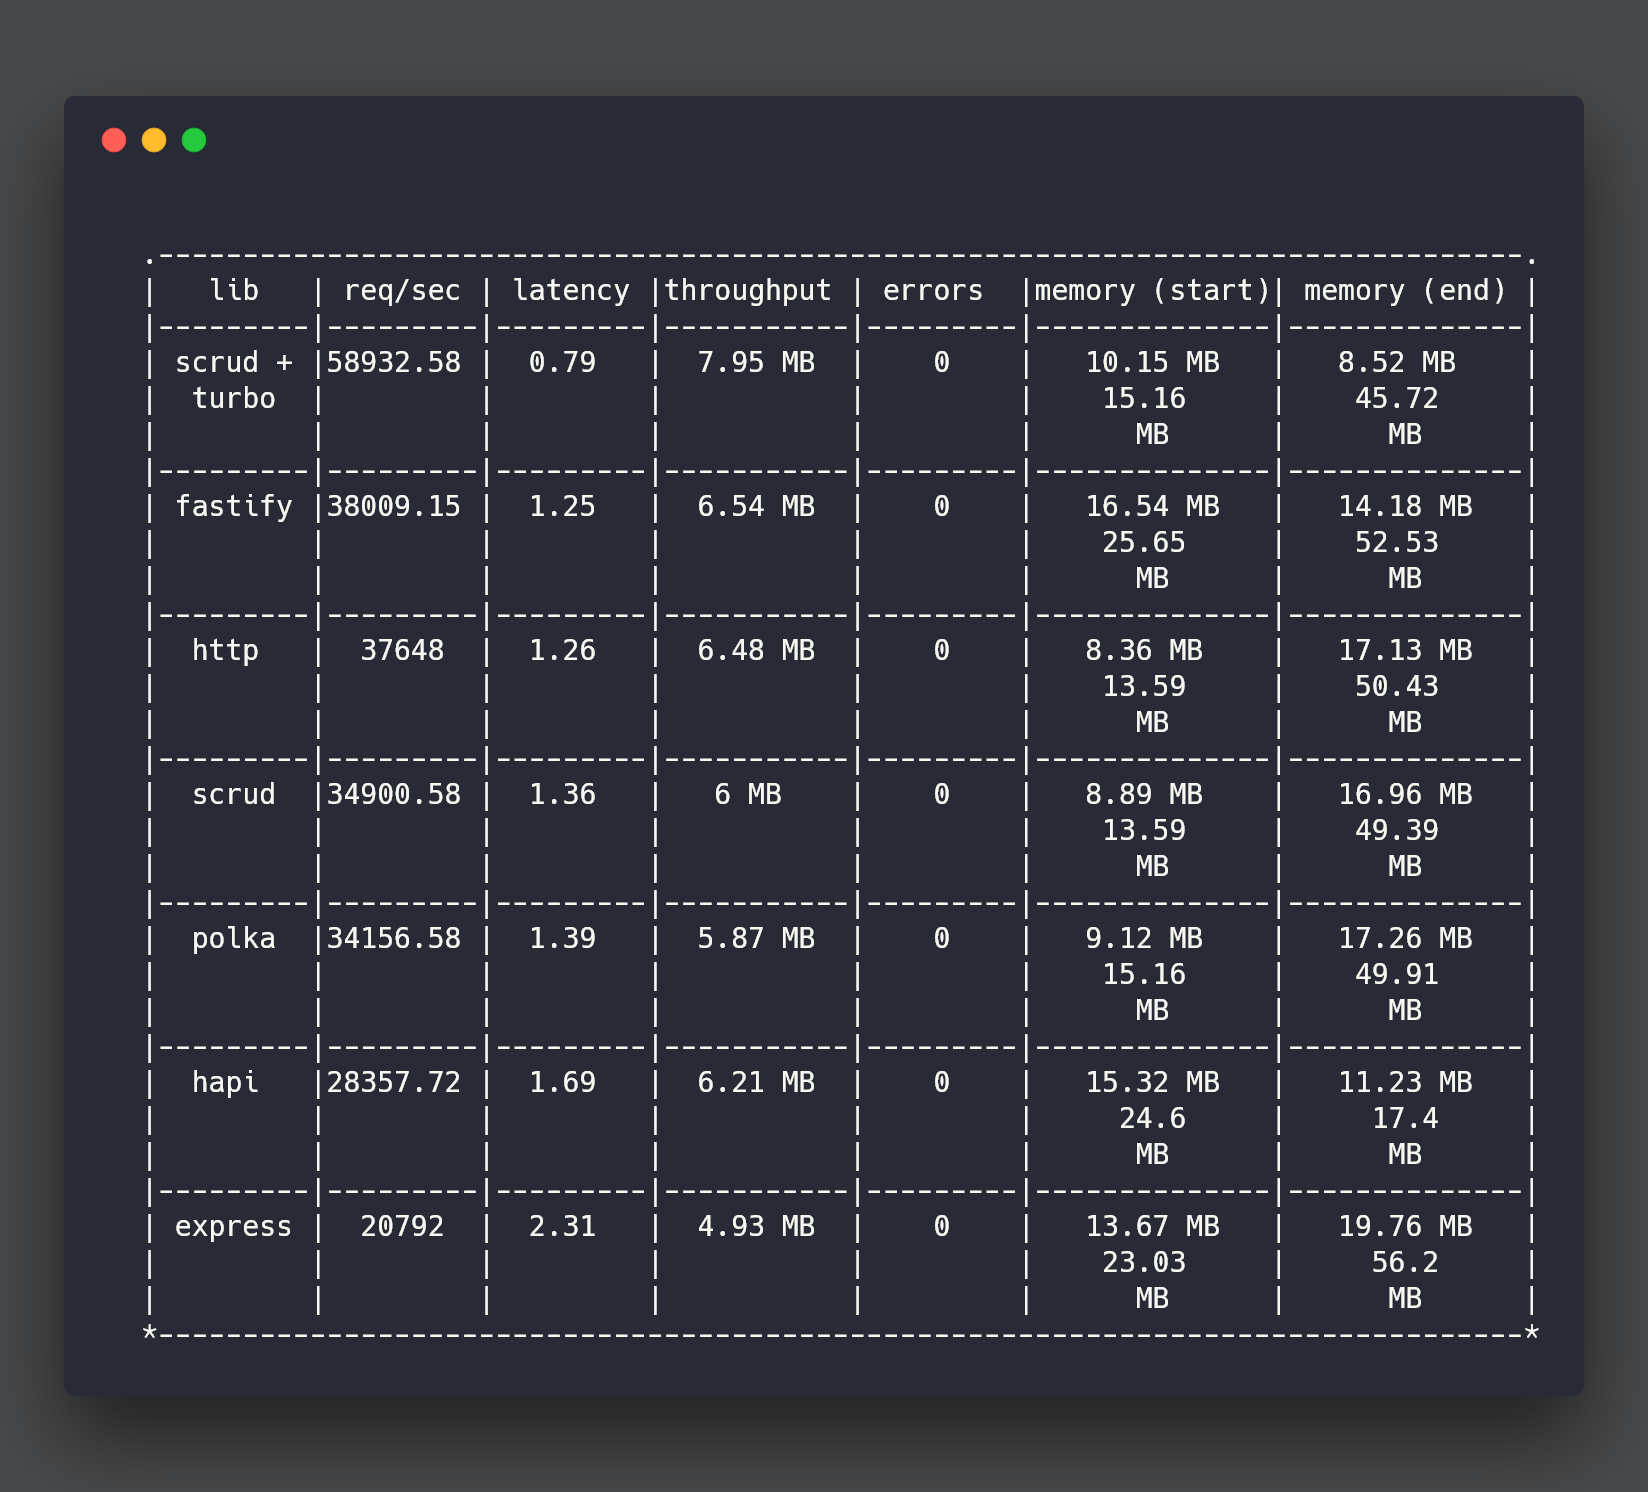 .---------------------------------------------------------------------------------.
|   lib   | req/sec | latency |throughput | errors  |memory (start)| memory (end) |
|---------|---------|---------|-----------|---------|--------------|--------------|
| scrud + |58932.58 |  0.79   |  7.95 MB  |    0    |   10.15 MB   |   8.52 MB    |
|  turbo  |         |         |           |         |    15.16     |    45.72     |
|         |         |         |           |         |      MB      |      MB      |
|---------|---------|---------|-----------|---------|--------------|--------------|
| fastify |38009.15 |  1.25   |  6.54 MB  |    0    |   16.54 MB   |   14.18 MB   |
|         |         |         |           |         |    25.65     |    52.53     |
|         |         |         |           |         |      MB      |      MB      |
|---------|---------|---------|-----------|---------|--------------|--------------|
|  http   |  37648  |  1.26   |  6.48 MB  |    0    |   8.36 MB    |   17.13 MB   |
|         |         |         |           |         |    13.59     |    50.43     |
|         |         |         |           |         |      MB      |      MB      |
|---------|---------|---------|-----------|---------|--------------|--------------|
|  scrud  |34900.58 |  1.36   |   6 MB    |    0    |   8.89 MB    |   16.96 MB   |
|         |         |         |           |         |    13.59     |    49.39     |
|         |         |         |           |         |      MB      |      MB      |
|---------|---------|---------|-----------|---------|--------------|--------------|
|  polka  |34156.58 |  1.39   |  5.87 MB  |    0    |   9.12 MB    |   17.26 MB   |
|         |         |         |           |         |    15.16     |    49.91     |
|         |         |         |           |         |      MB      |      MB      |
|---------|---------|---------|-----------|---------|--------------|--------------|
|  hapi   |28357.72 |  1.69   |  6.21 MB  |    0    |   15.32 MB   |   11.23 MB   |
|         |         |         |           |         |     24.6     |     17.4     |
|         |         |         |           |         |      MB      |      MB      |
|---------|---------|---------|-----------|---------|--------------|--------------|
| express |  20792  |  2.31   |  4.93 MB  |    0    |   13.67 MB   |   19.76 MB   |
|         |         |         |           |         |    23.03     |     56.2     |
|         |         |         |           |         |      MB      |      MB      |
*---------------------------------------------------------------------------------*